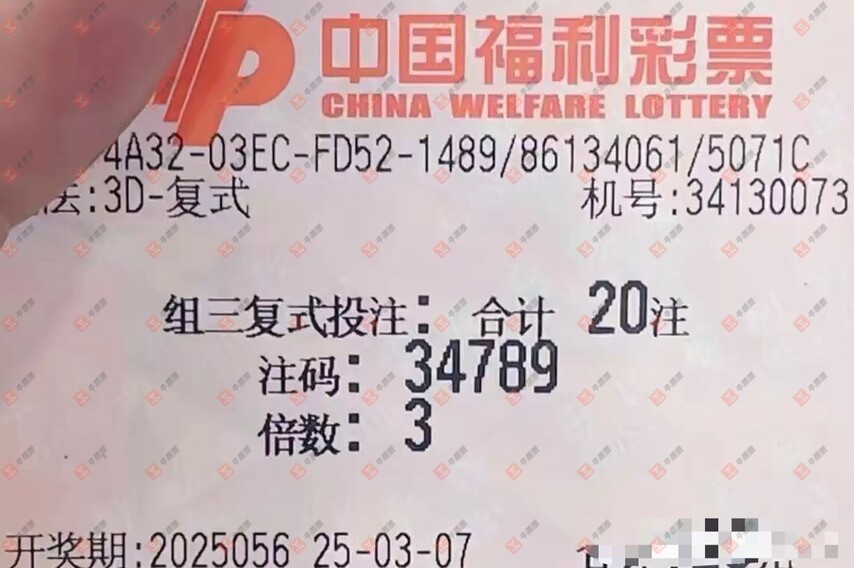 中国福利彩票
CHINA WELFARE LOTTERY
4A32-03EC-FD52-1489/86134061/5071C
法:3D-复式 机号:34130073
组三复式投注: 合计 20注
注码: 34789
倍数: 3
开奖期:2025056 25-03-07